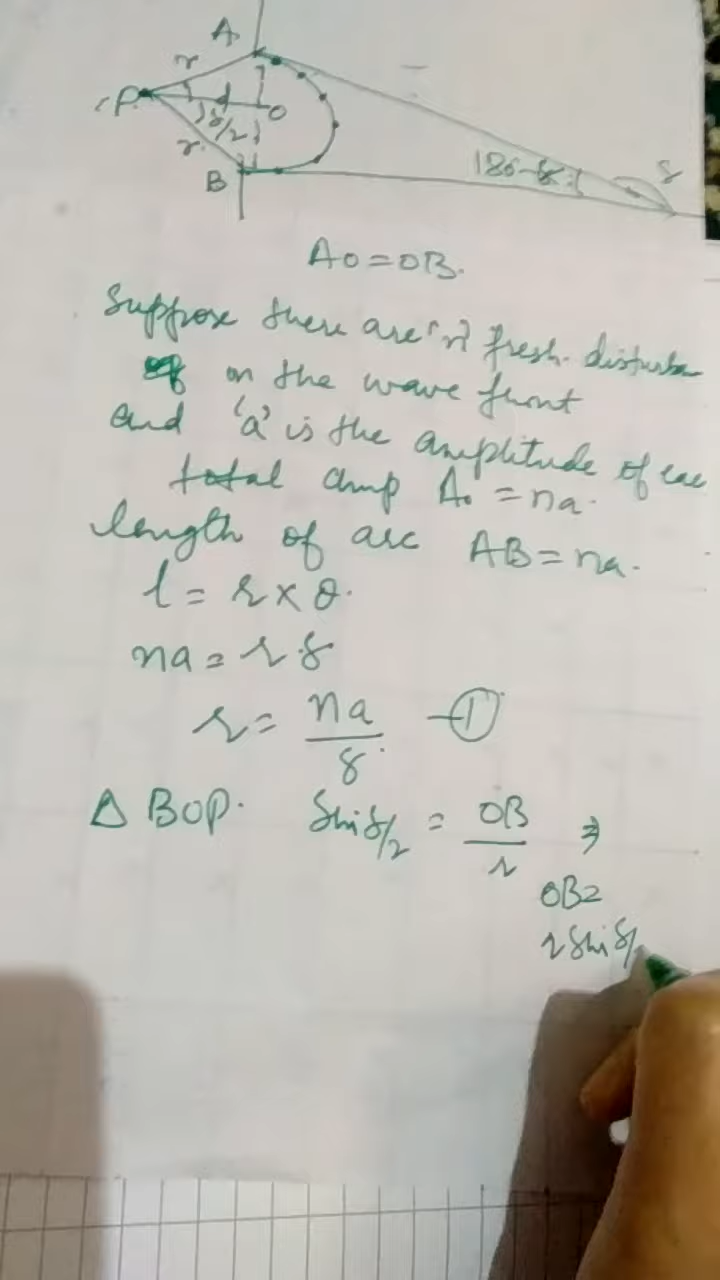 A
r
P
δ/2
O
r
B
180-δ
δ
AO = OB.
Suppose there are 'n' fresh disturba
on the wave front
and 'a' is the amplitude of eac
total amp A₀ = na.
length of arc AB = na.
l = r × θ.
na = r δ
r = na/δ —①
△ BOP. Sin δ/2 = OB/r ⇒
OB=
r Sin δ/